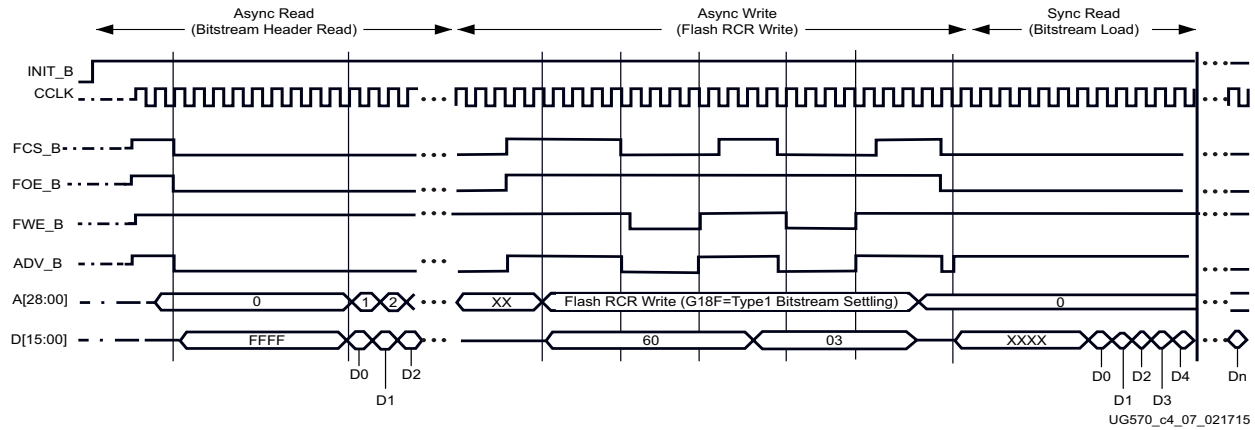 Async Read
(Bitstream Header Read)
Async Write
(Flash RCR Write)
Sync Read
(Bitstream Load)
INIT_B
CCLK
FCS_B
FOE_B
FWE_B
ADV_B
A[28:00] 0 1 2 XX Flash RCR Write (G18F=Type1 Bitstream Settling) 0
D[15:00] FFFF 60 03 XXXX
D0 D2 D0 D2 D4 Dn
D1 D1 D3
UG570_c4_07_021715